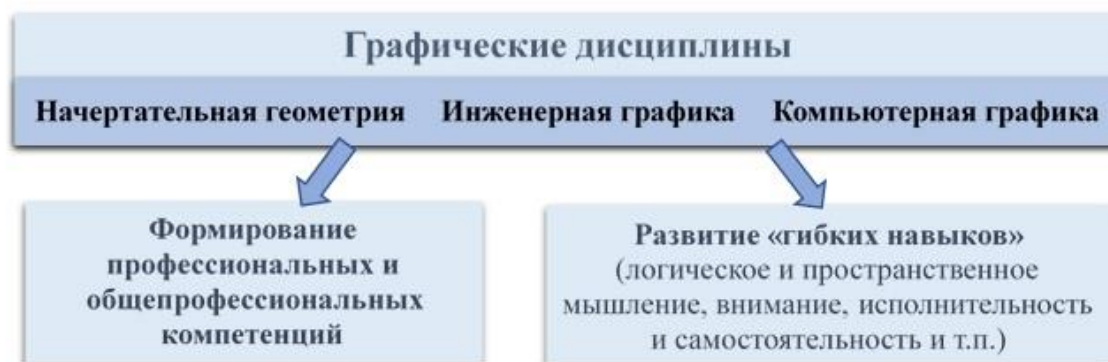 Графические дисциплины
Начертательная геометрия Инженерная графика Компьютерная графика
Формирование
профессиональных и
общепрофессиональных
компетенций
Развитие «гибких навыков»
(логическое и пространственное
мышление, внимание, исполнительность
и самостоятельность и т.п.)